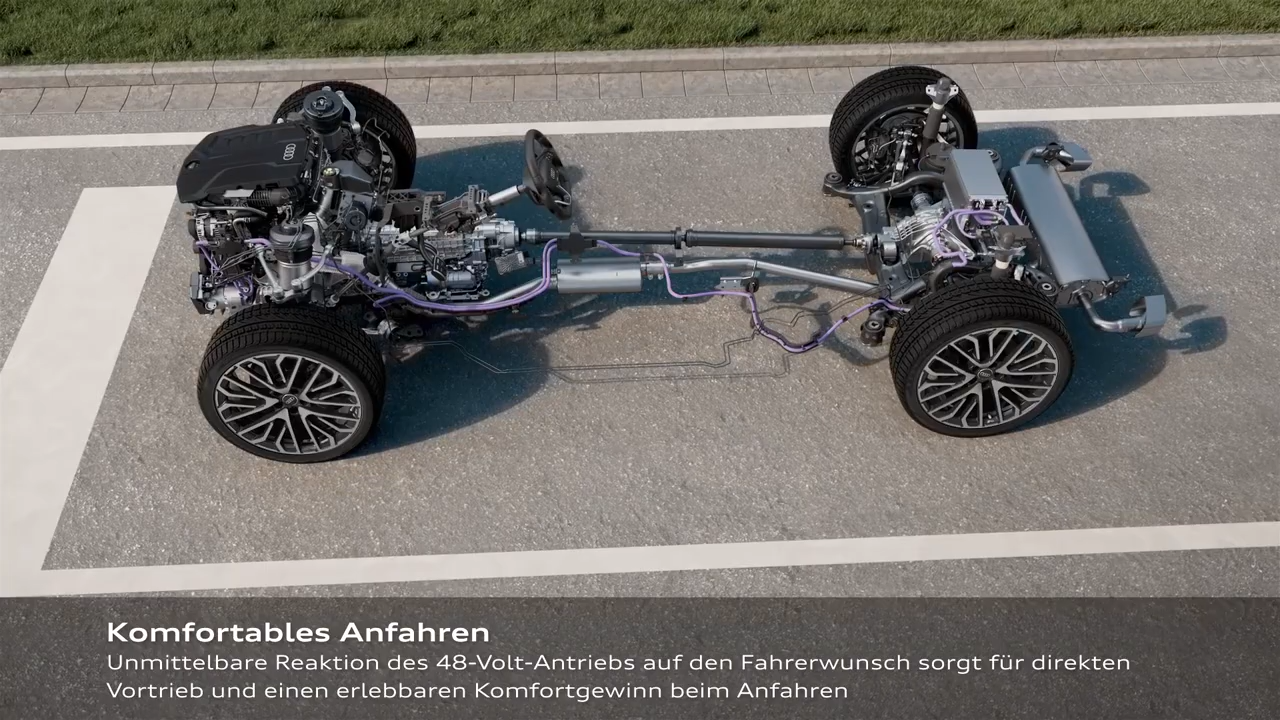 Komfortables Anfahren
Unmittelbare Reaktion des 48-Volt-Antriebs auf den Fahrerwunsch sorgt für direkten
Vortrieb und einen erlebbaren Komfortgewinn beim Anfahren